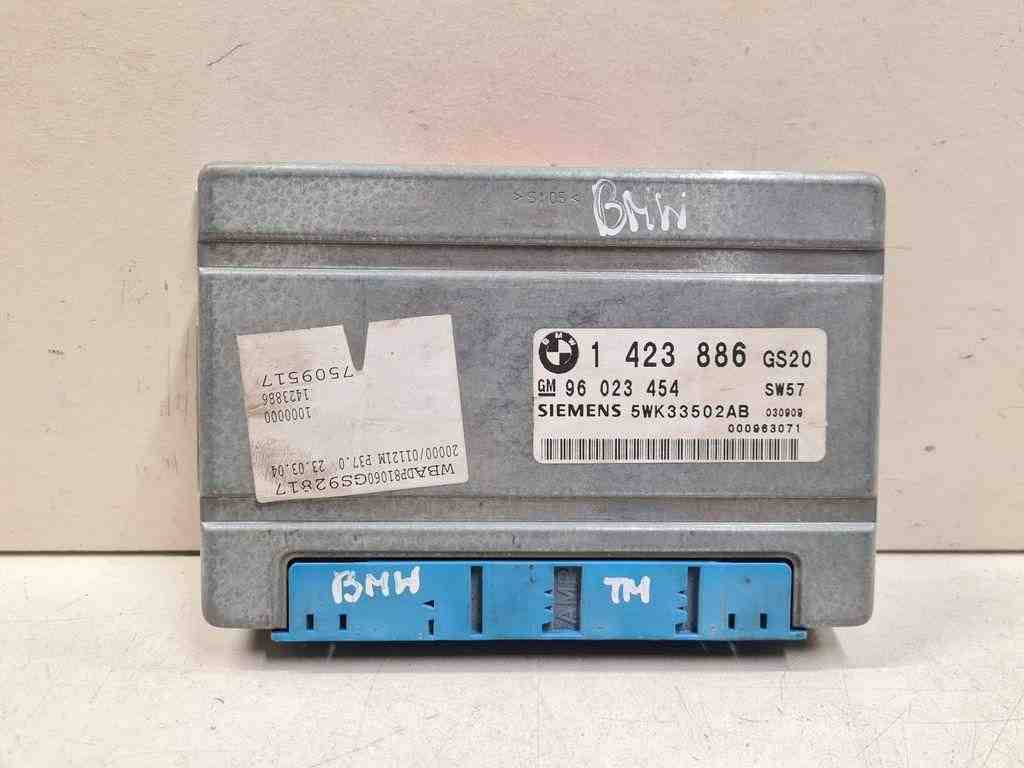 >S105<
BMW
BMW
1 423 886 GS20
GM 96 023 454 SW57
SIEMENS 5WK33502AB 030909
000963071
WBADP81060GS92817
20000/01121M P37.0 23.03.04
1000000
1423886
7509517
BMW
AMP
TM